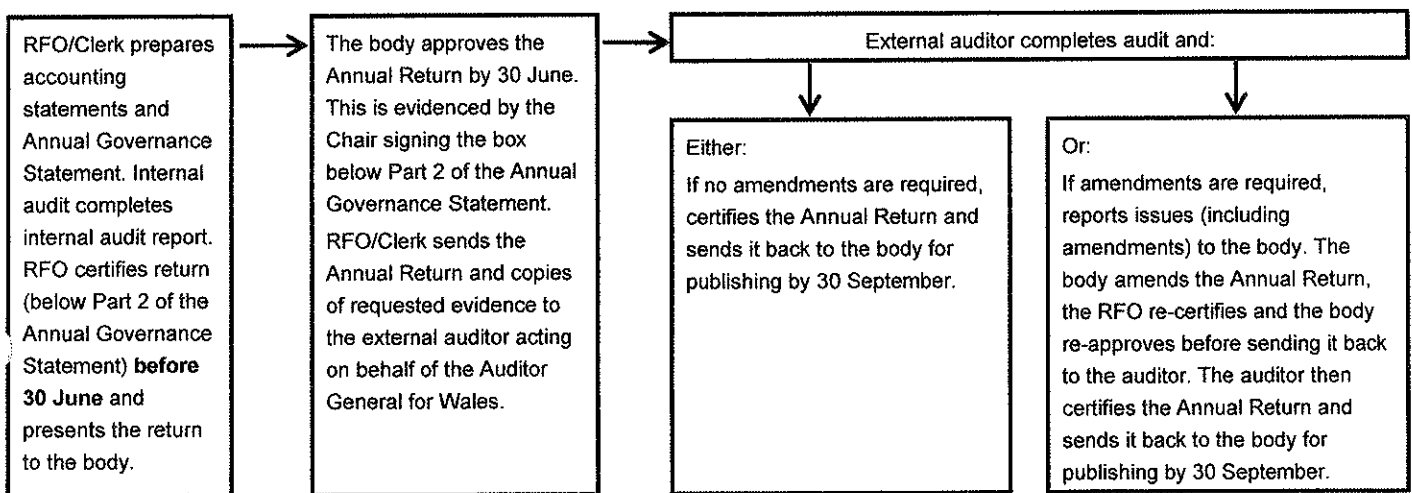 RFO/Clerk prepares
accounting
statements and
Annual Governance
Statement. Internal
audit completes
internal audit report.
RFO certifies return
(below Part 2 of the
Annual Governance
Statement) before
30 June and
presents the return
to the body.
The body approves the
Annual Return by 30 June.
This is evidenced by the
Chair signing the box
below Part 2 of the Annual
Governance Statement.
RFO/Clerk sends the
Annual Return and copies
of requested evidence to
the external auditor acting
on behalf of the Auditor
General for Wales.
External auditor completes audit and:
Either:
If no amendments are required,
certifies the Annual Return and
sends it back to the body for
publishing by 30 September.
Or:
If amendments are required,
reports issues (including
amendments) to the body. The
body amends the Annual Return,
the RFO re-certifies and the body
re-approves before sending it back
to the auditor. The auditor then
certifies the Annual Return and
sends it back to the body for
publishing by 30 September.